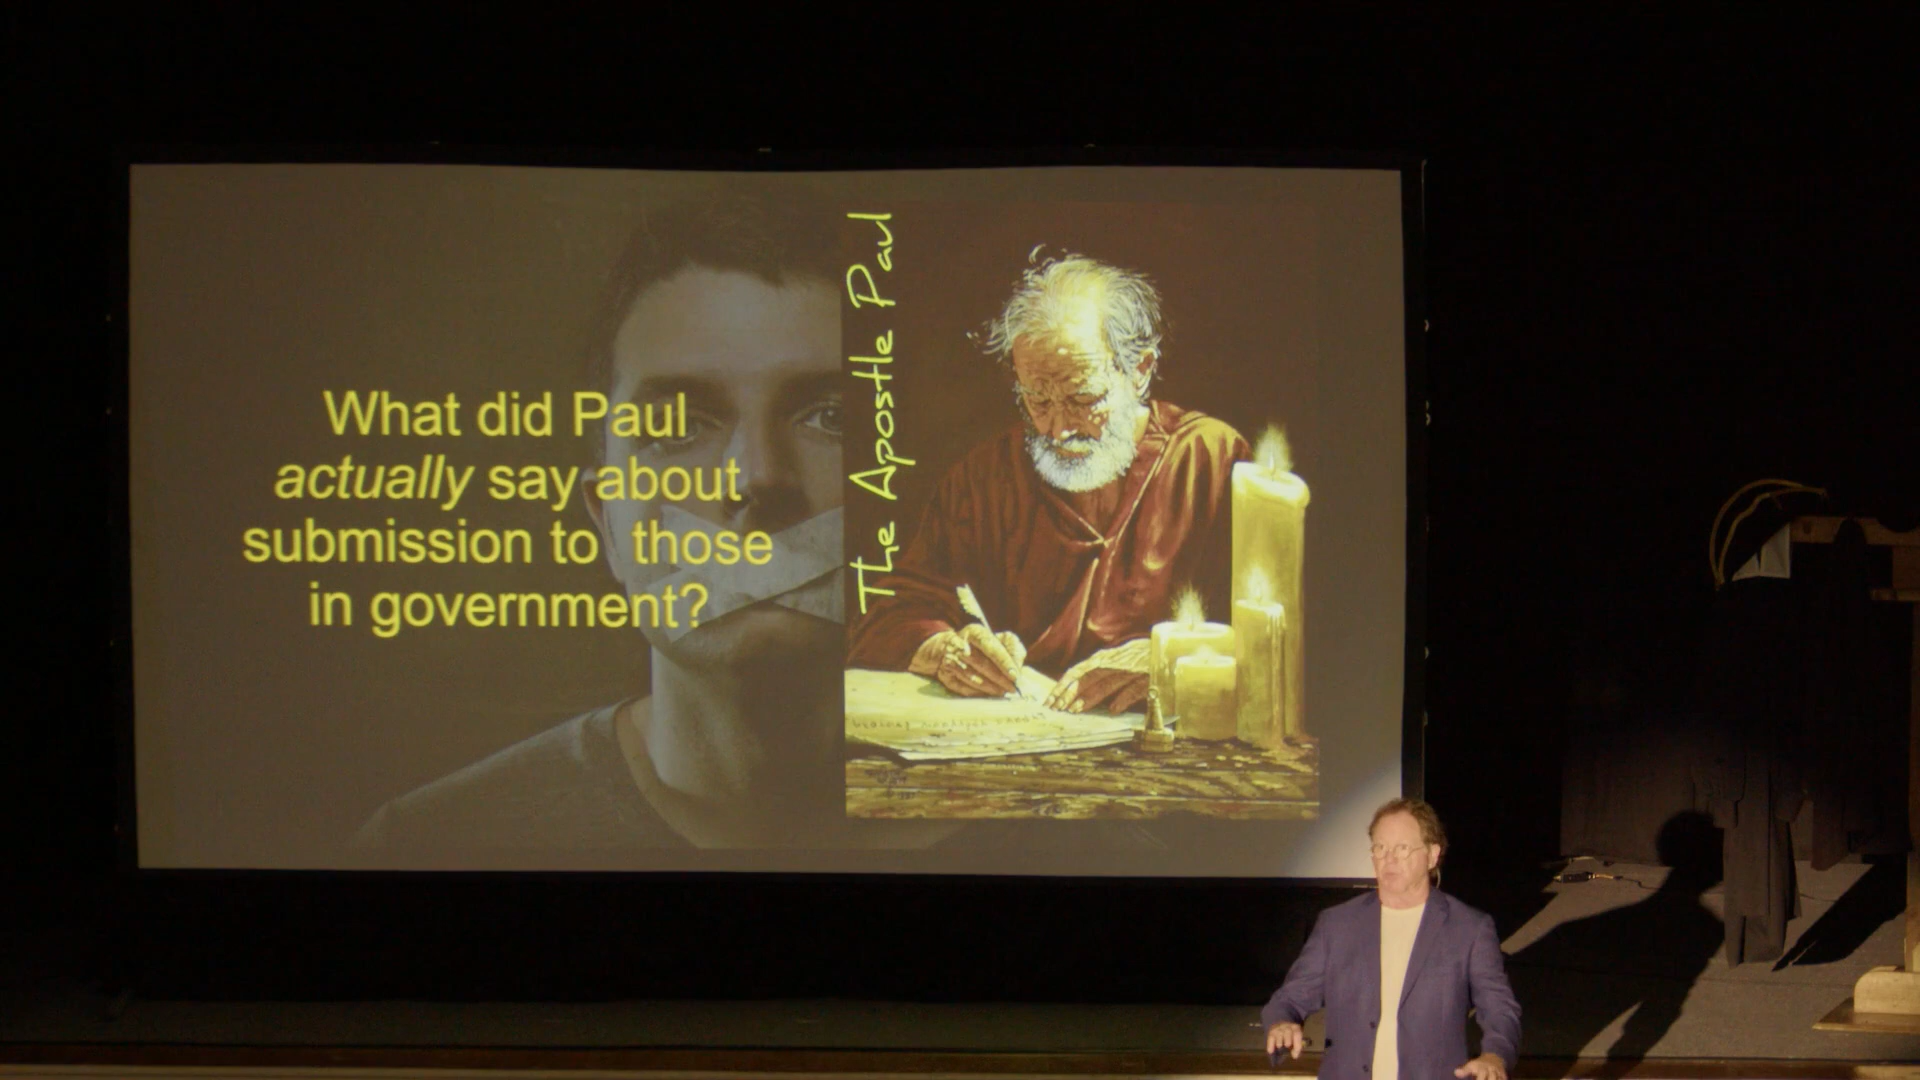 What did Paul
actually say about
submission to those
in government?
The Apostle Paul